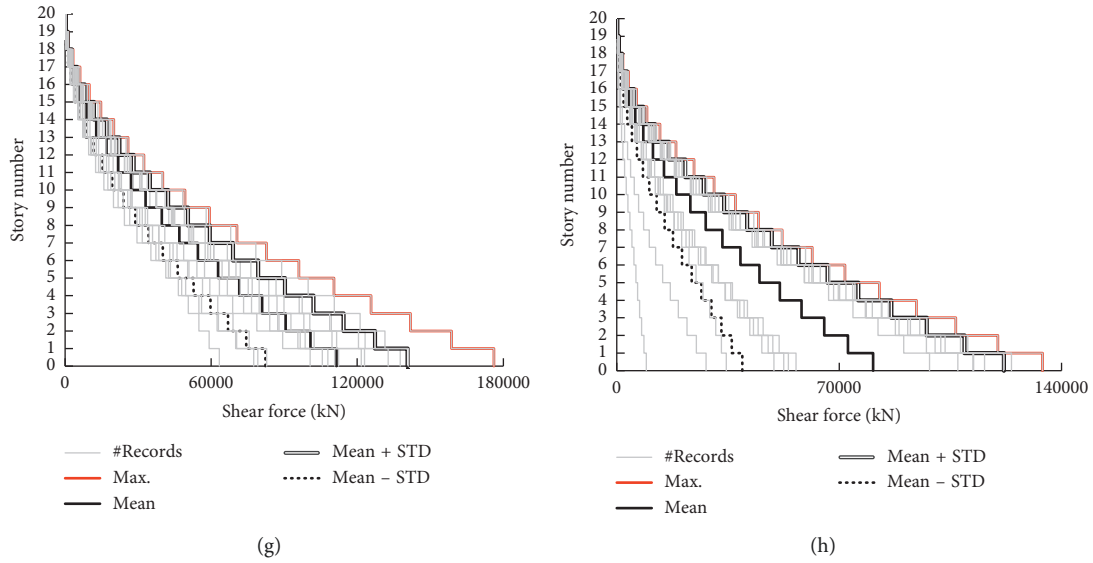 20
19
18
17
16
15
14
13
12
11
10
9
8
7
6
5
4
3
2
1
0
Story number
0 60000 120000 180000
Shear force (kN)
#Records
Max.
Mean
Mean + STD
Mean – STD
(g)
20
19
18
17
16
15
14
13
12
11
10
9
8
7
6
5
4
3
2
1
0
Story number
0 70000 140000
Shear force (kN)
#Records
Max.
Mean
Mean + STD
Mean – STD
(h)